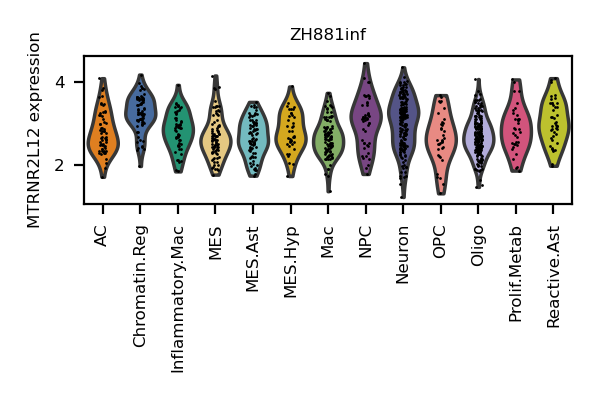 ZH881inf
MTRNR2L12 expression
4
2
AC
Chromatin.Reg
Inflammatory.Mac
MES
MES.Ast
MES.Hyp
Mac
NPC
Neuron
OPC
Oligo
Prolif.Metab
Reactive.Ast